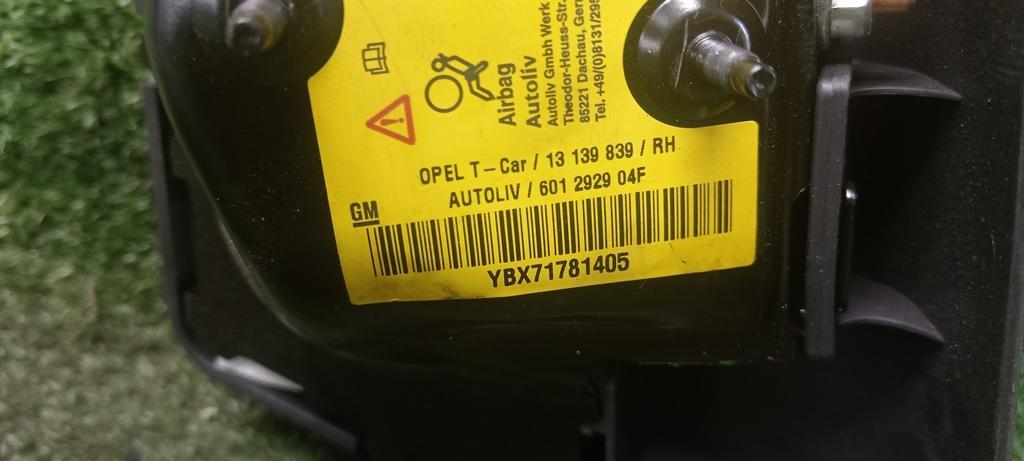 Airbag
Autoliv
Autoliv Gmbh Werk
Theodor-Heuss-Str.
85221 Dachau, Ger
Tel. +49/(0)8131/295
OPEL T-Car / 13 139 839 / RH
AUTOLIV / 601 2929 04F
GM
YBX71781405